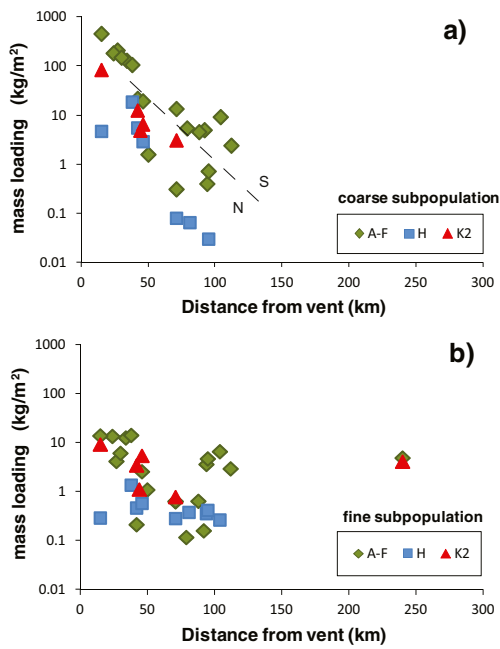 a)
mass loading (kg/m²)
1000
100
10
1
0.1
0.01
S
N
coarse subpopulation
A-F H K2
0 50 100 150 200 250 300
Distance from vent (km)
b)
mass loading (kg/m²)
1000
100
10
1
0.1
0.01
fine subpopulation
A-F H K2
0 50 100 150 200 250 300
Distance from vent (km)